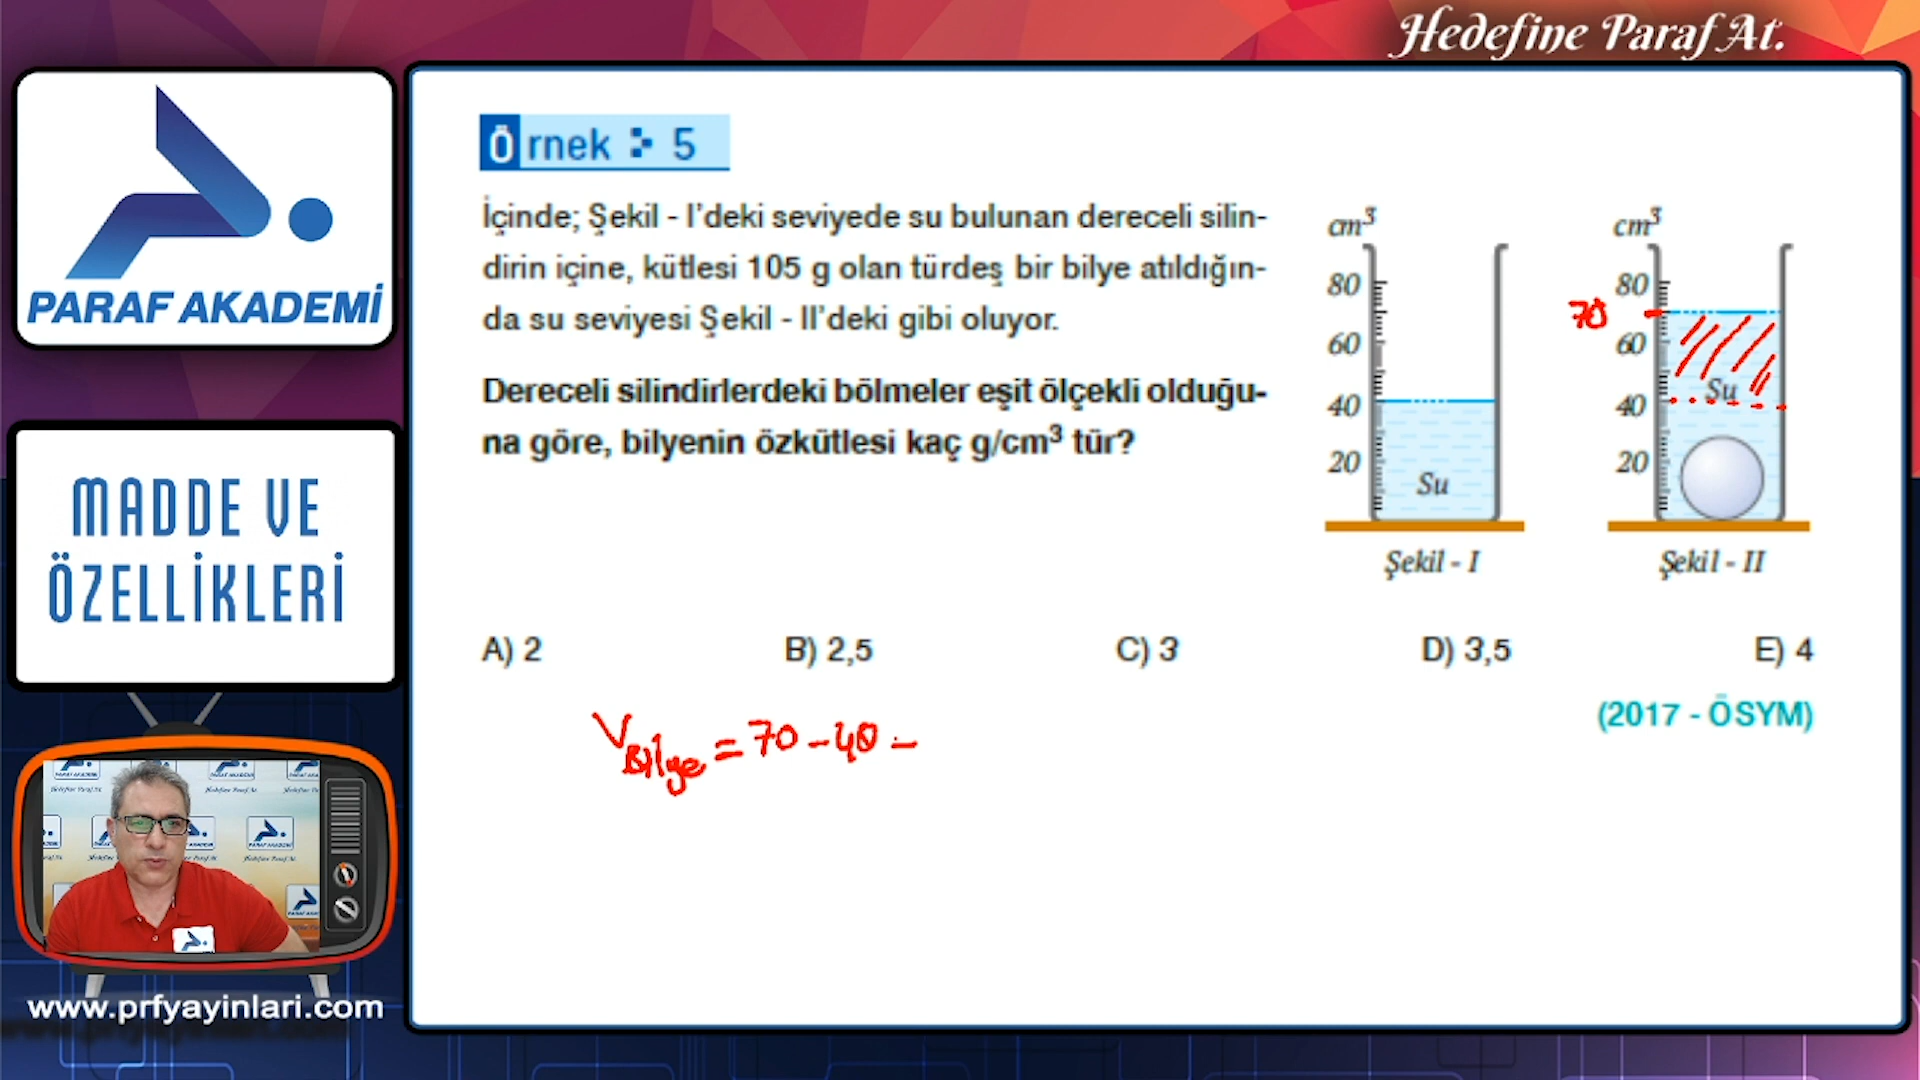 Hedefine Paraf At.
PARAF AKADEMİ
MADDE VE
ÖZELLİKLERİ
www.prfyayinlari.com
Örnek 5
İçinde; Şekil - I'deki seviyede su bulunan dereceli silin-
dirin içine, kütlesi 105 g olan türdeş bir bilye atıldığın-
da su seviyesi Şekil - II'deki gibi oluyor.
Dereceli silindirlerdeki bölmeler eşit ölçekli olduğu-
na göre, bilyenin özkütlesi kaç g/cm³ tür?
cm³
80
60
40
20
Su
Şekil - I
cm³
80
70
60
40
20
Su
Şekil - II
A) 2 B) 2,5 C) 3 D) 3,5 E) 4
(2017 - ÖSYM)
V Bilye = 70 - 40 =